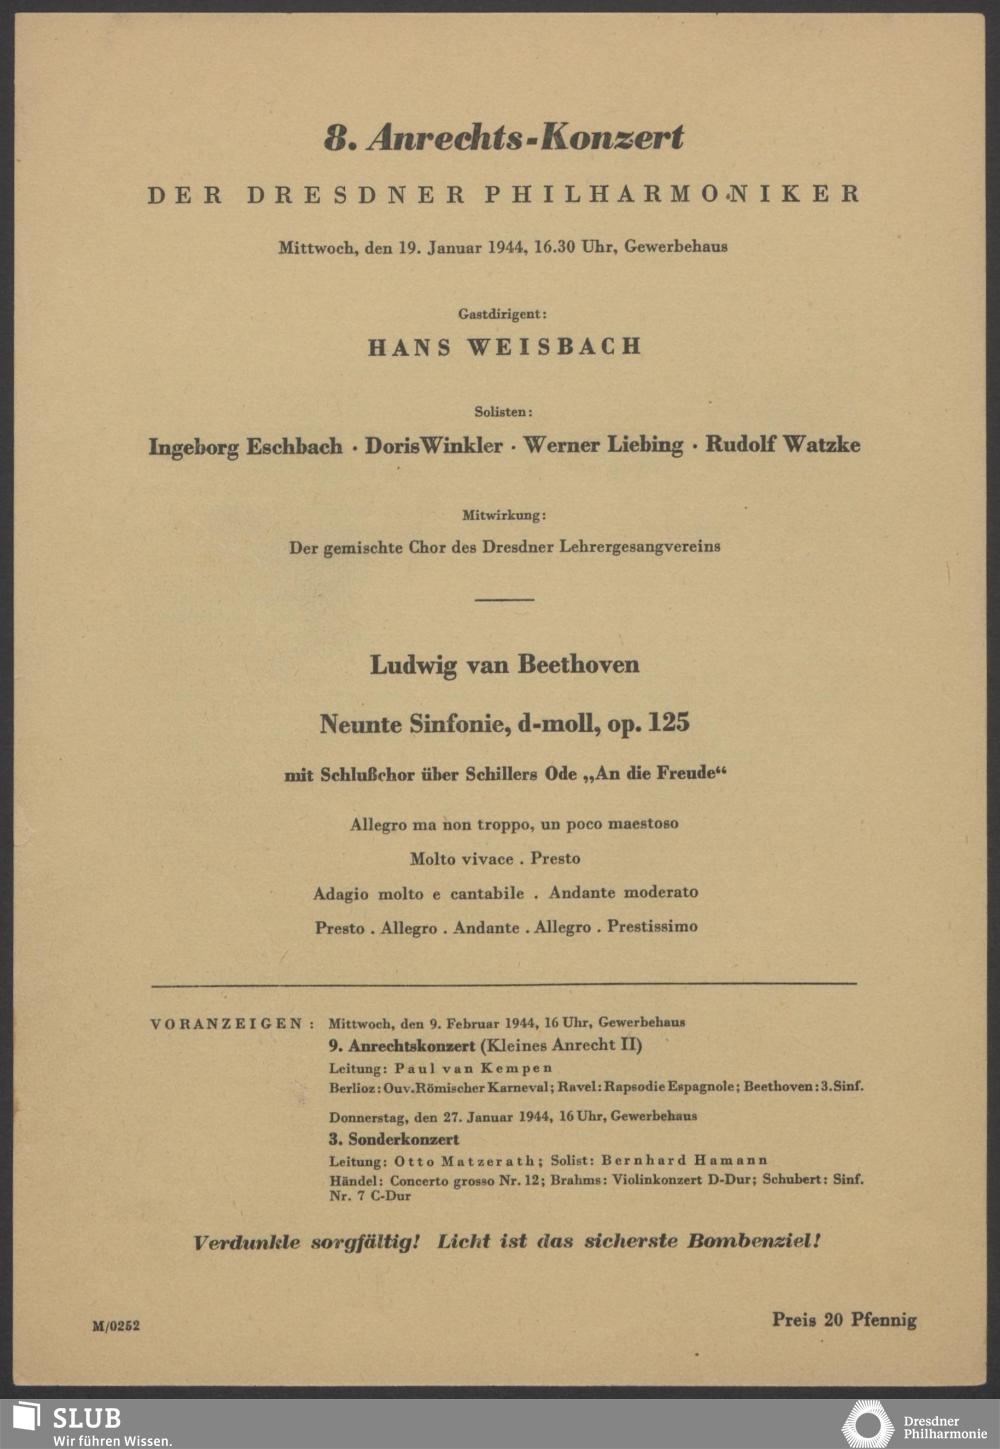 8. Anrechts-Konzert
DER DRESDNER PHILHARMONIKER
Mittwoch, den 19. Januar 1944, 16.30 Uhr, Gewerbehaus
Gastdirigent:
HANS WEISBACH
Solisten:
Ingeborg Eschbach · Doris Winkler · Werner Liebing · Rudolf Watzke
Mitwirkung:
Der gemischte Chor des Dresdner Lehrergesangvereins
Ludwig van Beethoven
Neunte Sinfonie, d-moll, op. 125
mit Schlußchor über Schillers Ode „An die Freude“
Allegro ma non troppo, un poco maestoso
Molto vivace . Presto
Adagio molto e cantabile . Andante moderato
Presto . Allegro . Andante . Allegro . Prestissimo
VORANZEIGEN: Mittwoch, den 9. Februar 1944, 16 Uhr, Gewerbehaus
9. Anrechtskonzert (Kleines Anrecht II)
Leitung: Paul van Kempen
Berlioz: Ouv. Römischer Karneval; Ravel: Rapsodie Espagnole; Beethoven: 3. Sinf.
Donnerstag, den 27. Januar 1944, 16 Uhr, Gewerbehaus
3. Sonderkonzert
Leitung: Otto Matzerath; Solist: Bernhard Hamann
Händel: Concerto grosso Nr. 12; Brahms: Violinkonzert D-Dur; Schubert: Sinf.
Nr. 7 C-Dur
Verdunkle sorgfältig! Licht ist das sicherste Bombenziel!
M/0252
Preis 20 Pfennig
SLUB
Wir führen Wissen.
Dresdner
Philharmonie